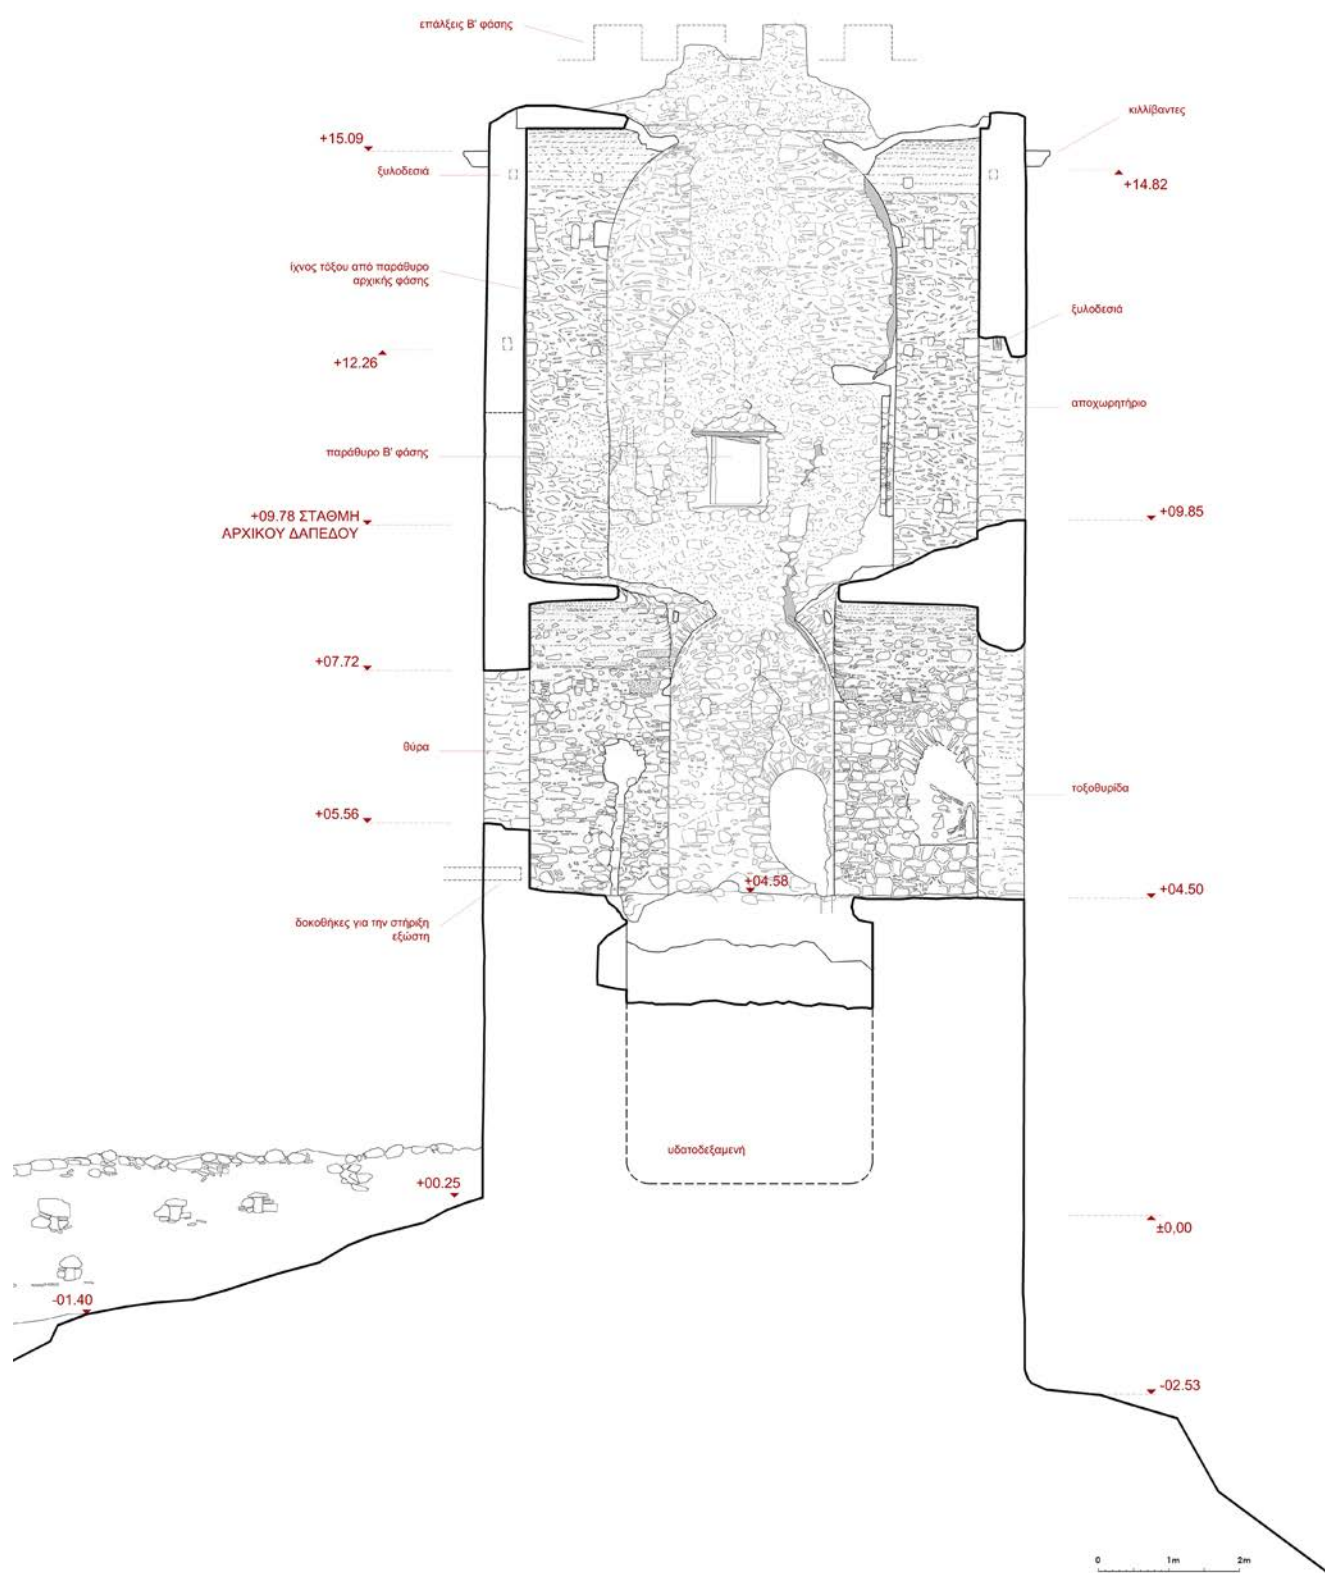 επάλξεις Β' φάσης
κιλλίβαντες
+15.09
ξυλοδεσιά
+14.82
ίχνος τόξου από παράθυρο
αρχικής φάσης
ξυλοδεσιά
+12.26
αποχωρητήριο
παράθυρο Β' φάσης
+09.78 ΣΤΑΘΜΗ
ΑΡΧΙΚΟΥ ΔΑΠΕΔΟΥ
+09.85
+07.72
θύρα
τοξοθυρίδα
+05.56
+04.58
+04.50
δοκοθήκες για την στήριξη
εξώστη
υδατοδεξαμενή
+00.25
±0,00
-01.40
-02.53
0 1m 2m